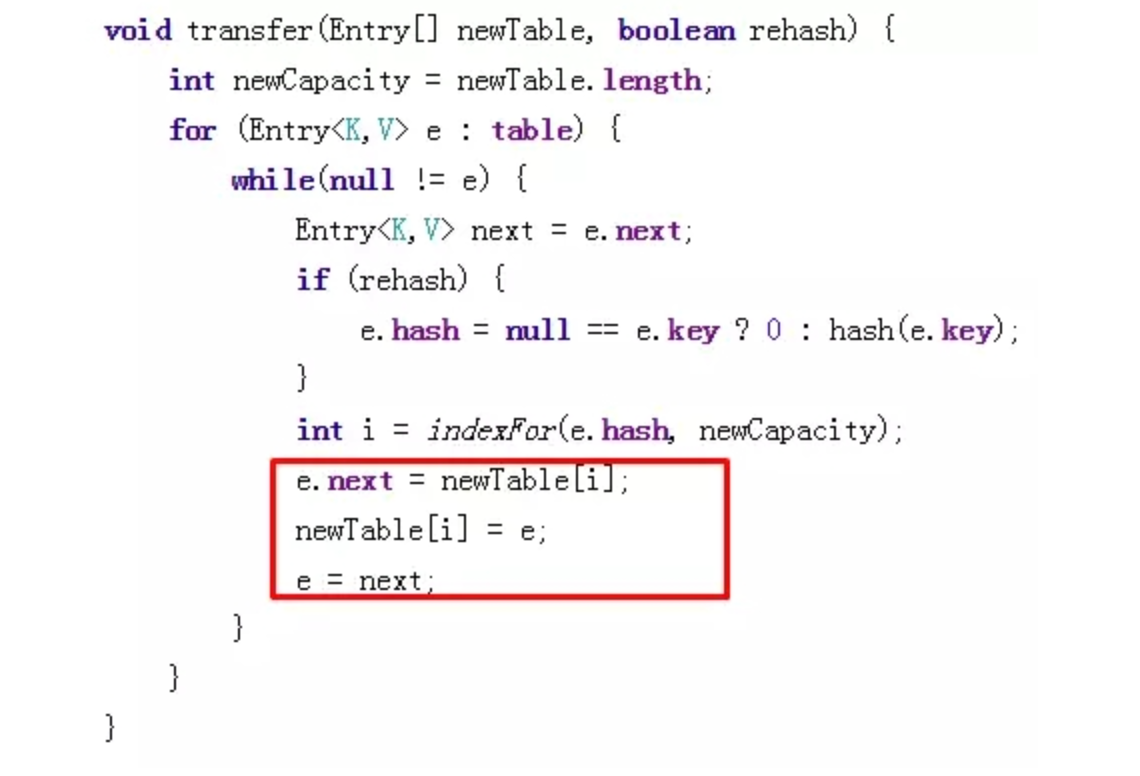 void transfer(Entry[] newTable, boolean rehash) {
int newCapacity = newTable.length;
for (Entry<K,V> e : table) {
while(null != e) {
Entry<K,V> next = e.next;
if (rehash) {
e.hash = null == e.key ? 0 : hash(e.key);
}
int i = indexFor(e.hash, newCapacity);
e.next = newTable[i];
newTable[i] = e;
e = next;
}
}
}